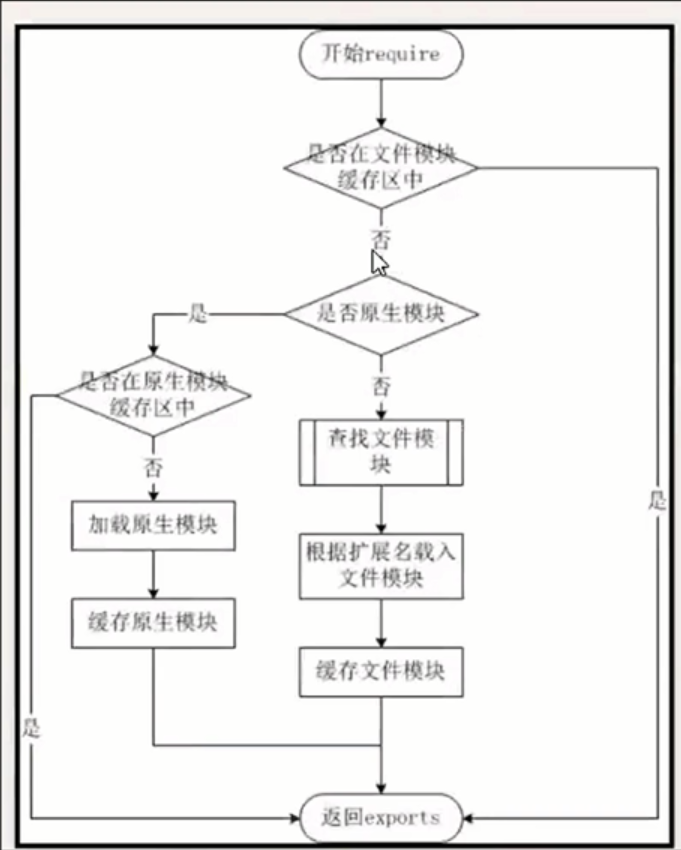 开始require
是否在文件模块
缓存区中
否
是否原生模块
是
否
是否在原生模块
缓存区中
否
查找文件模
块
加载原生模块
根据扩展名载入
文件模块
缓存原生模块
缓存文件模块
是
是
返回exports